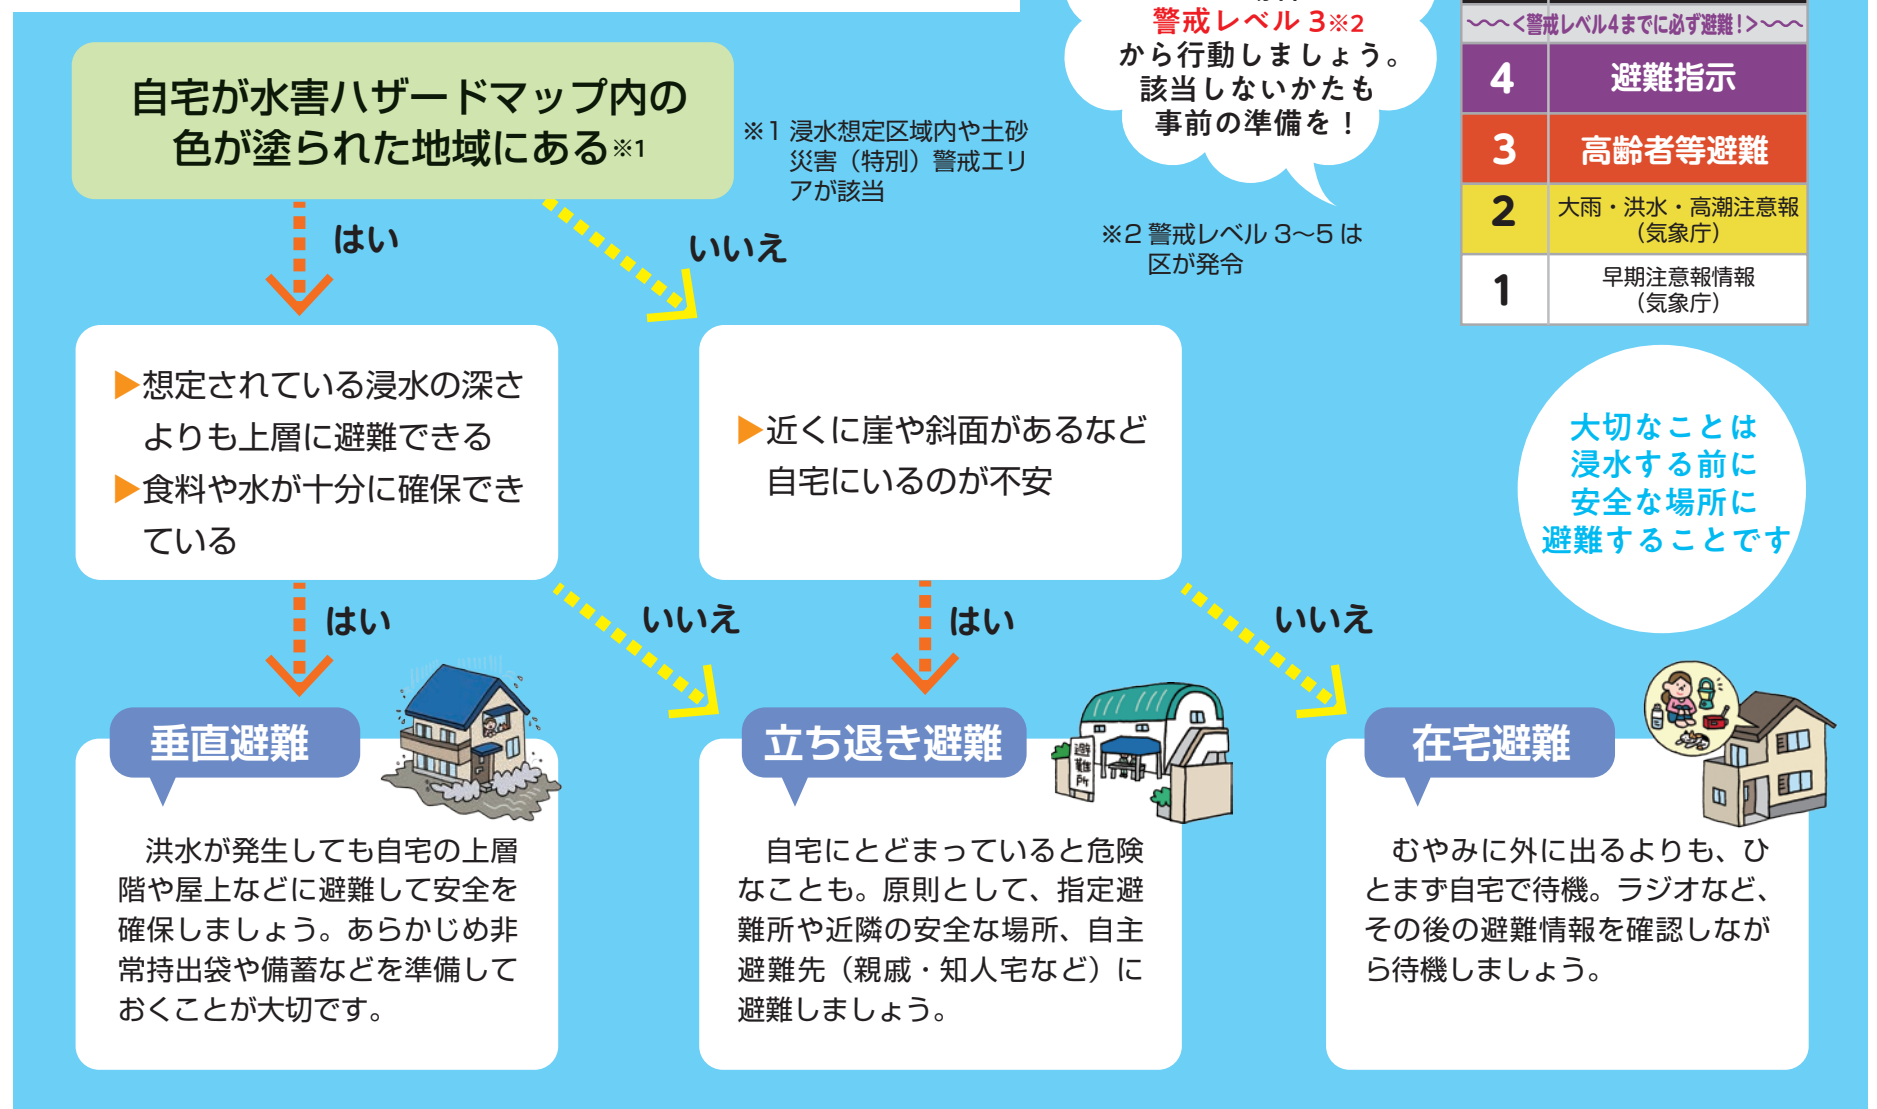 警戒レベル 3※2
から行動しましょう。
該当しないかたも
事前の準備を！
～～～＜警戒レベル4までに必ず避難！＞～～～
4 避難指示
3 高齢者等避難
2 大雨・洪水・高潮注意報
（気象庁）
1 早期注意報情報
（気象庁）
自宅が水害ハザードマップ内の
色が塗られた地域にある※1
※1 浸水想定区域内や土砂
災害（特別）警戒エリ
アが該当
※2 警戒レベル 3～5 は
区が発令
はい
いいえ
▶想定されている浸水の深さ
よりも上層に避難できる
▶食料や水が十分に確保でき
ている
▶近くに崖や斜面があるなど
自宅にいるのが不安
大切なことは
浸水する前に
安全な場所に
避難することです
はい
いいえ
はい
いいえ
垂直避難
洪水が発生しても自宅の上層
階や屋上などに避難して安全を
確保しましょう。あらかじめ非
常持出袋や備蓄などを準備して
おくことが大切です。
立ち退き避難
避難所
自宅にとどまっていると危険
なことも。原則として、指定避
難所や近隣の安全な場所、自主
避難先（親戚・知人宅など）に
避難しましょう。
在宅避難
むやみに外に出るよりも、ひ
とまず自宅で待機。ラジオなど、
その後の避難情報を確認しなが
ら待機しましょう。